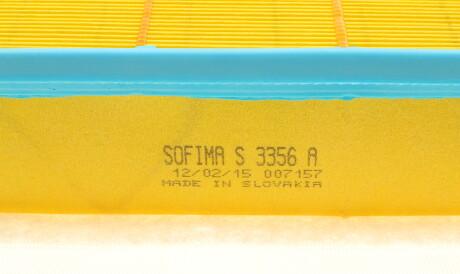 SOFIMA S 3356 A
12/02/15 007157
MADE IN SLOVAKIA